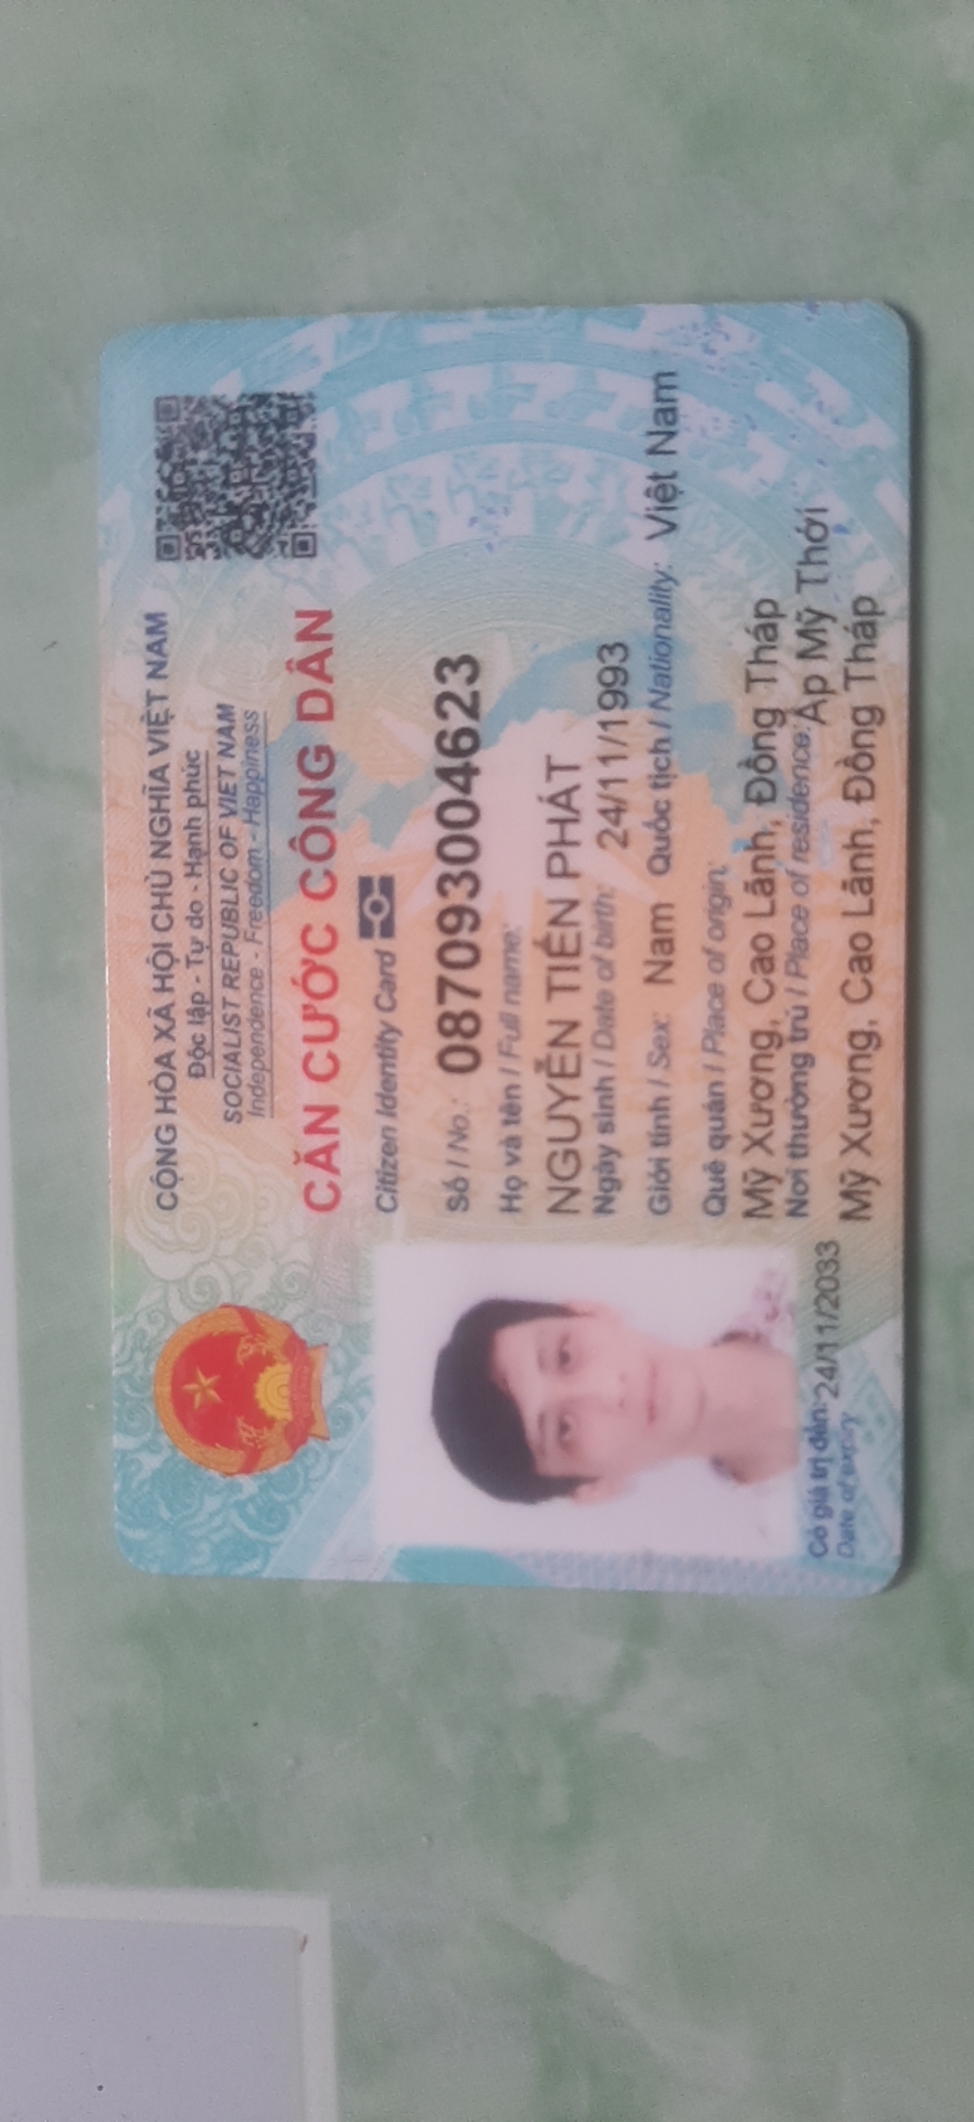 CỘNG HÒA XÃ HỘI CHỦ NGHĨA VIỆT NAM
Độc lập - Tự do - Hạnh phúc
SOCIALIST REPUBLIC OF VIET NAM
Independence - Freedom - Happiness
CĂN CƯỚC CÔNG DÂN
Citizen Identity Card
Số / No.: 087093004623
Họ và tên / Full name:
NGUYỄN TIẾN PHÁT
Ngày sinh / Date of birth: 24/11/1993
Giới tính / Sex: Nam Quốc tịch / Nationality: Việt Nam
Quê quán / Place of origin:
Mỹ Xương, Cao Lãnh, Đồng Tháp
Nơi thường trú / Place of residence: Ấp Mỹ Thới
Mỹ Xương, Cao Lãnh, Đồng Tháp
Có giá trị đến: 24/11/2033
Date of expiry